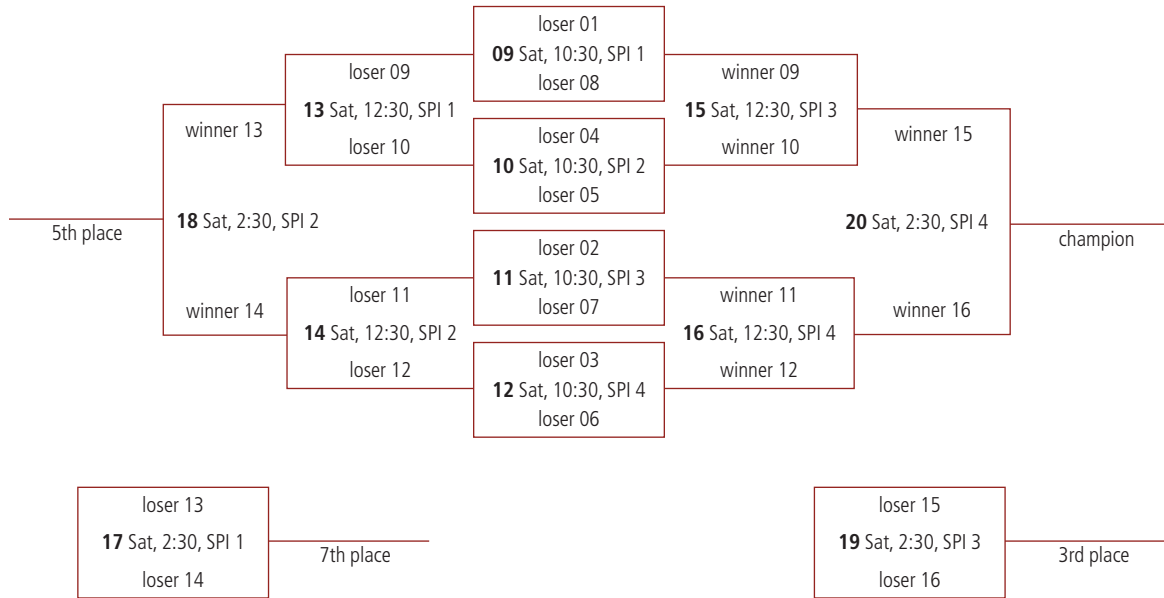 loser 01
09 Sat, 10:30, SPI 1
loser 08
loser 09
13 Sat, 12:30, SPI 1
loser 10
winner 09
15 Sat, 12:30, SPI 3
winner 10
loser 04
10 Sat, 10:30, SPI 2
loser 05
winner 13
18 Sat, 2:30, SPI 2
winner 14
5th place
winner 15
20 Sat, 2:30, SPI 4
winner 16
champion
loser 02
11 Sat, 10:30, SPI 3
loser 07
loser 11
14 Sat, 12:30, SPI 2
loser 12
winner 11
16 Sat, 12:30, SPI 4
winner 12
loser 03
12 Sat, 10:30, SPI 4
loser 06
loser 13
17 Sat, 2:30, SPI 1
loser 14
7th place
loser 15
19 Sat, 2:30, SPI 3
loser 16
3rd place